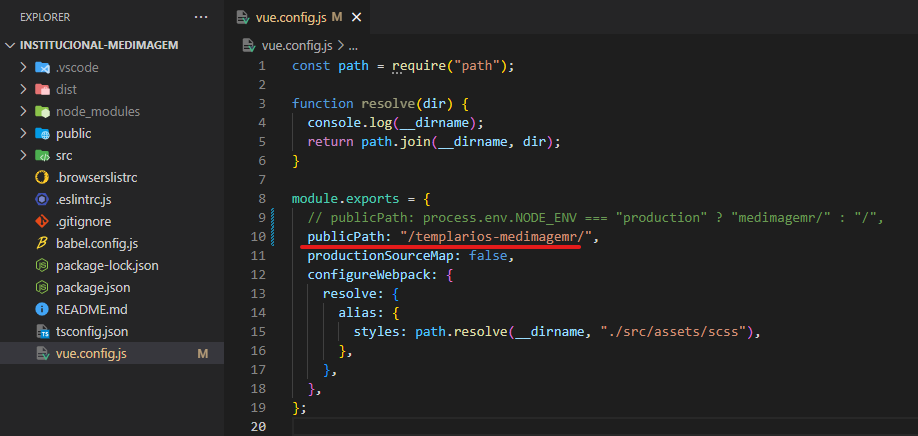 EXPLORER
INSTITUCIONAL-MEDIMAGEM
.vscode
dist
node_modules
public
src
.browserslistrc
.eslintrc.js
.gitignore
babel.config.js
package-lock.json
package.json
README.md
tsconfig.json
vue.config.js M
vue.config.js M
vue.config.js > ...
1 const path = require("path");
2
3 function resolve(dir) {
4   console.log(__dirname);
5   return path.join(__dirname, dir);
6 }
7
8 module.exports = {
9   // publicPath: process.env.NODE_ENV === "production" ? "medimagemr/" : "/",
10   publicPath: "/templarios-medimagemr/",
11   productionSourceMap: false,
12   configureWebpack: {
13     resolve: {
14       alias: {
15         styles: path.resolve(__dirname, "./src/assets/scss"),
16       },
17     },
18   },
19 };
20